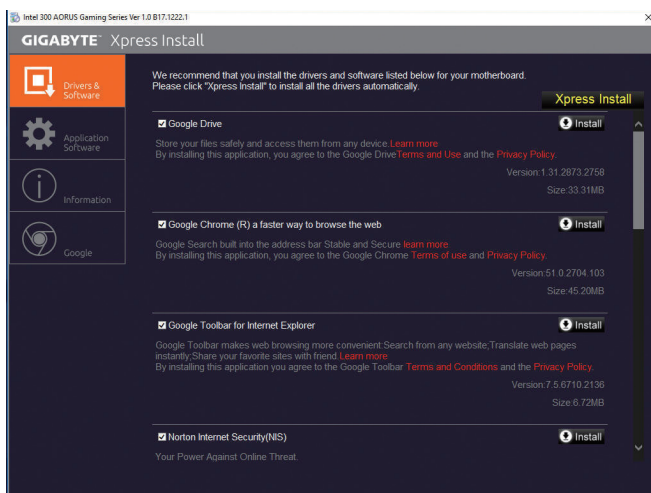 Intel 300 AORUS Gaming Series Ver 1.0 B17.1222.1
GIGABYTE™ Xpress Install
Drivers &
Software
Application
Software
Information
Google
We recommend that you install the drivers and software listed below for your motherboard.
Please click "Xpress Install" to install all the drivers automatically.
Xpress Install
Google Drive
Install
Store your files safely and access them from any device.Learn more
By installing this application, you agree to the Google DriveTerms and Use and the Privacy Policy.
Version:1.31.2873.2758
Size:33.31MB
Google Chrome (R) a faster way to browse the web
Install
Google Search built into the address bar Stable and Secure learn more
By installing this application, you agree to the Google Chrome Terms of use and Privacy Policy.
Version:51.0.2704.103
Size:45.20MB
Google Toolbar for Internet Explorer
Install
Google Toolbar makes web browsing more convenient:Search from any website;Translate web pages
instantly;Share your favorite sites with friend.Learn more
By installing this application you agree to the Google Toolbar Terms and Conditions and the Privacy Policy.
Version:7.5.6710.2136
Size:6.72MB
Norton Internet Security(NIS)
Install
Your Power Against Online Threat.